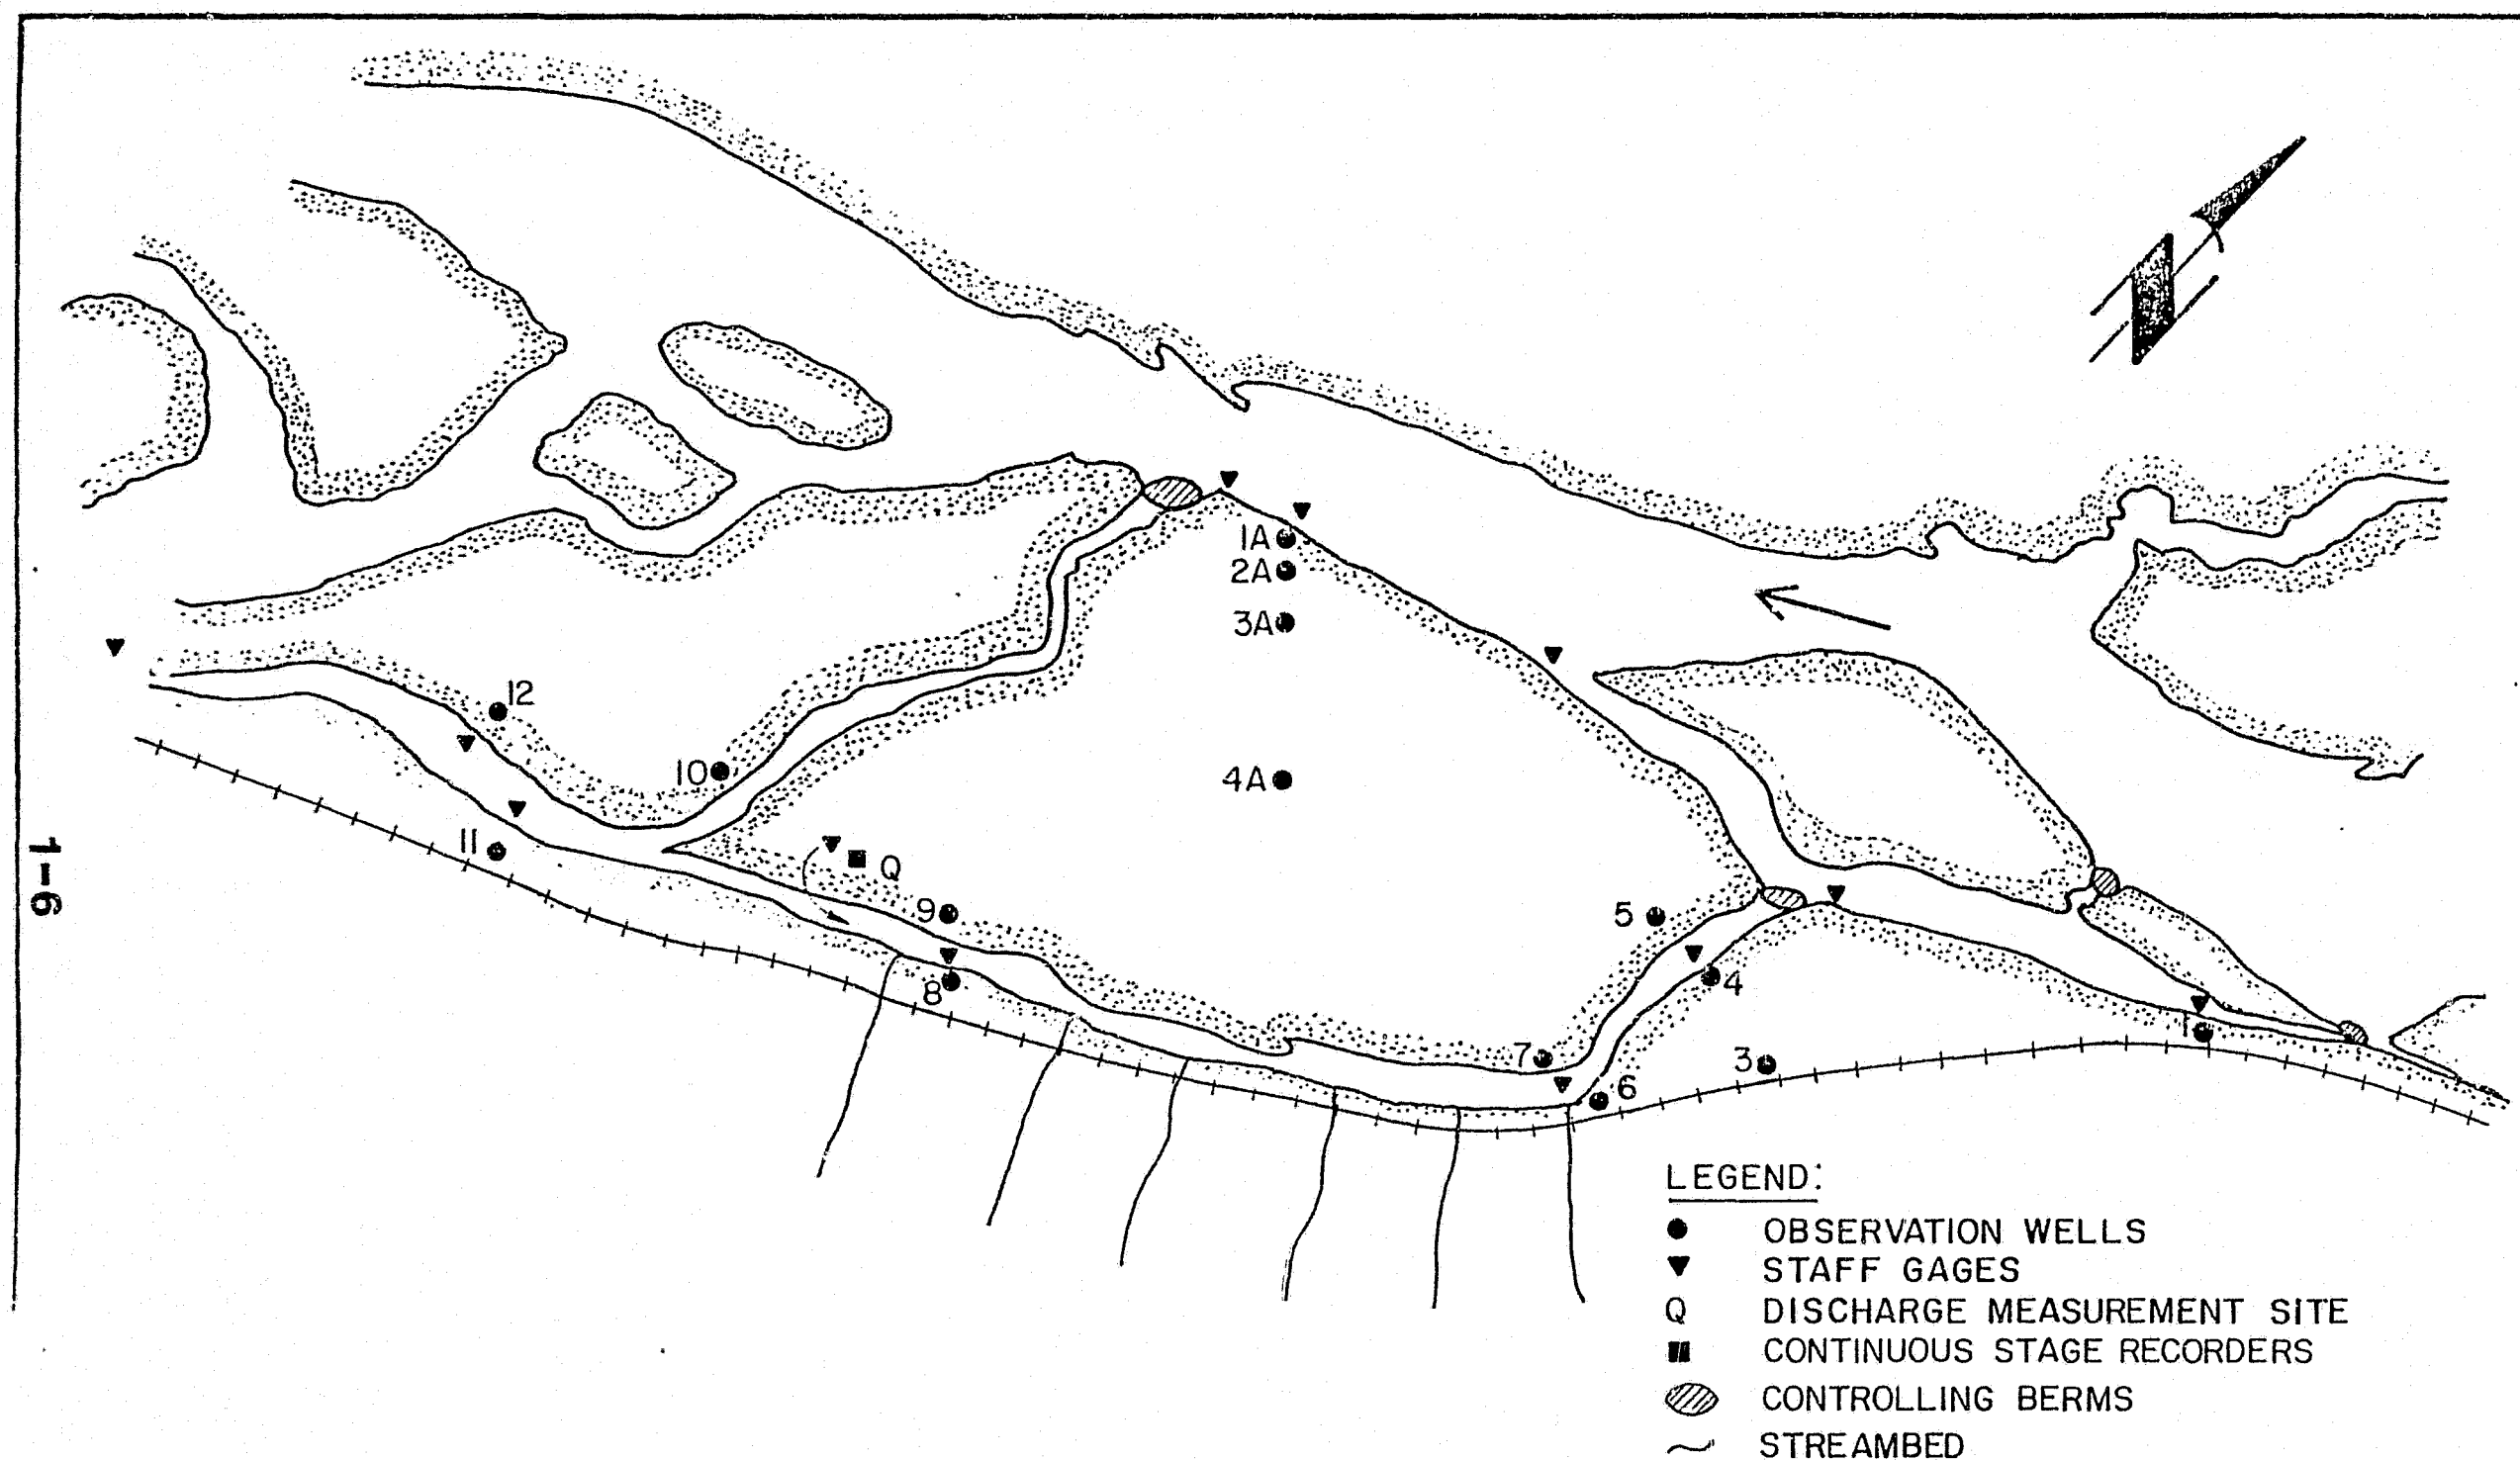 1A
2A
3A
12
10
4A
11
Q
9
5
8
4
1
7
3
6
1-6
LEGEND:
OBSERVATION WELLS
STAFF GAGES
Q DISCHARGE MEASUREMENT SITE
CONTINUOUS STAGE RECORDERS
CONTROLLING BERMS
STREAMBED